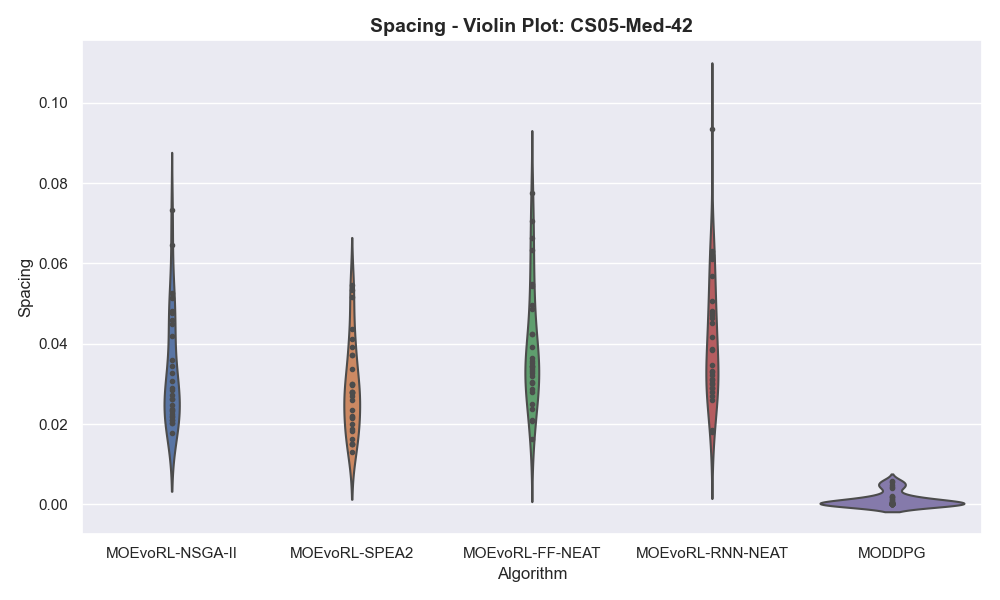 Spacing - Violin Plot: CS05-Med-42
Spacing
0.10
0.08
0.06
0.04
0.02
0.00
MOEvoRL-NSGA-II
MOEvoRL-SPEA2
MOEvoRL-FF-NEAT
MOEvoRL-RNN-NEAT
MODDPG
Algorithm